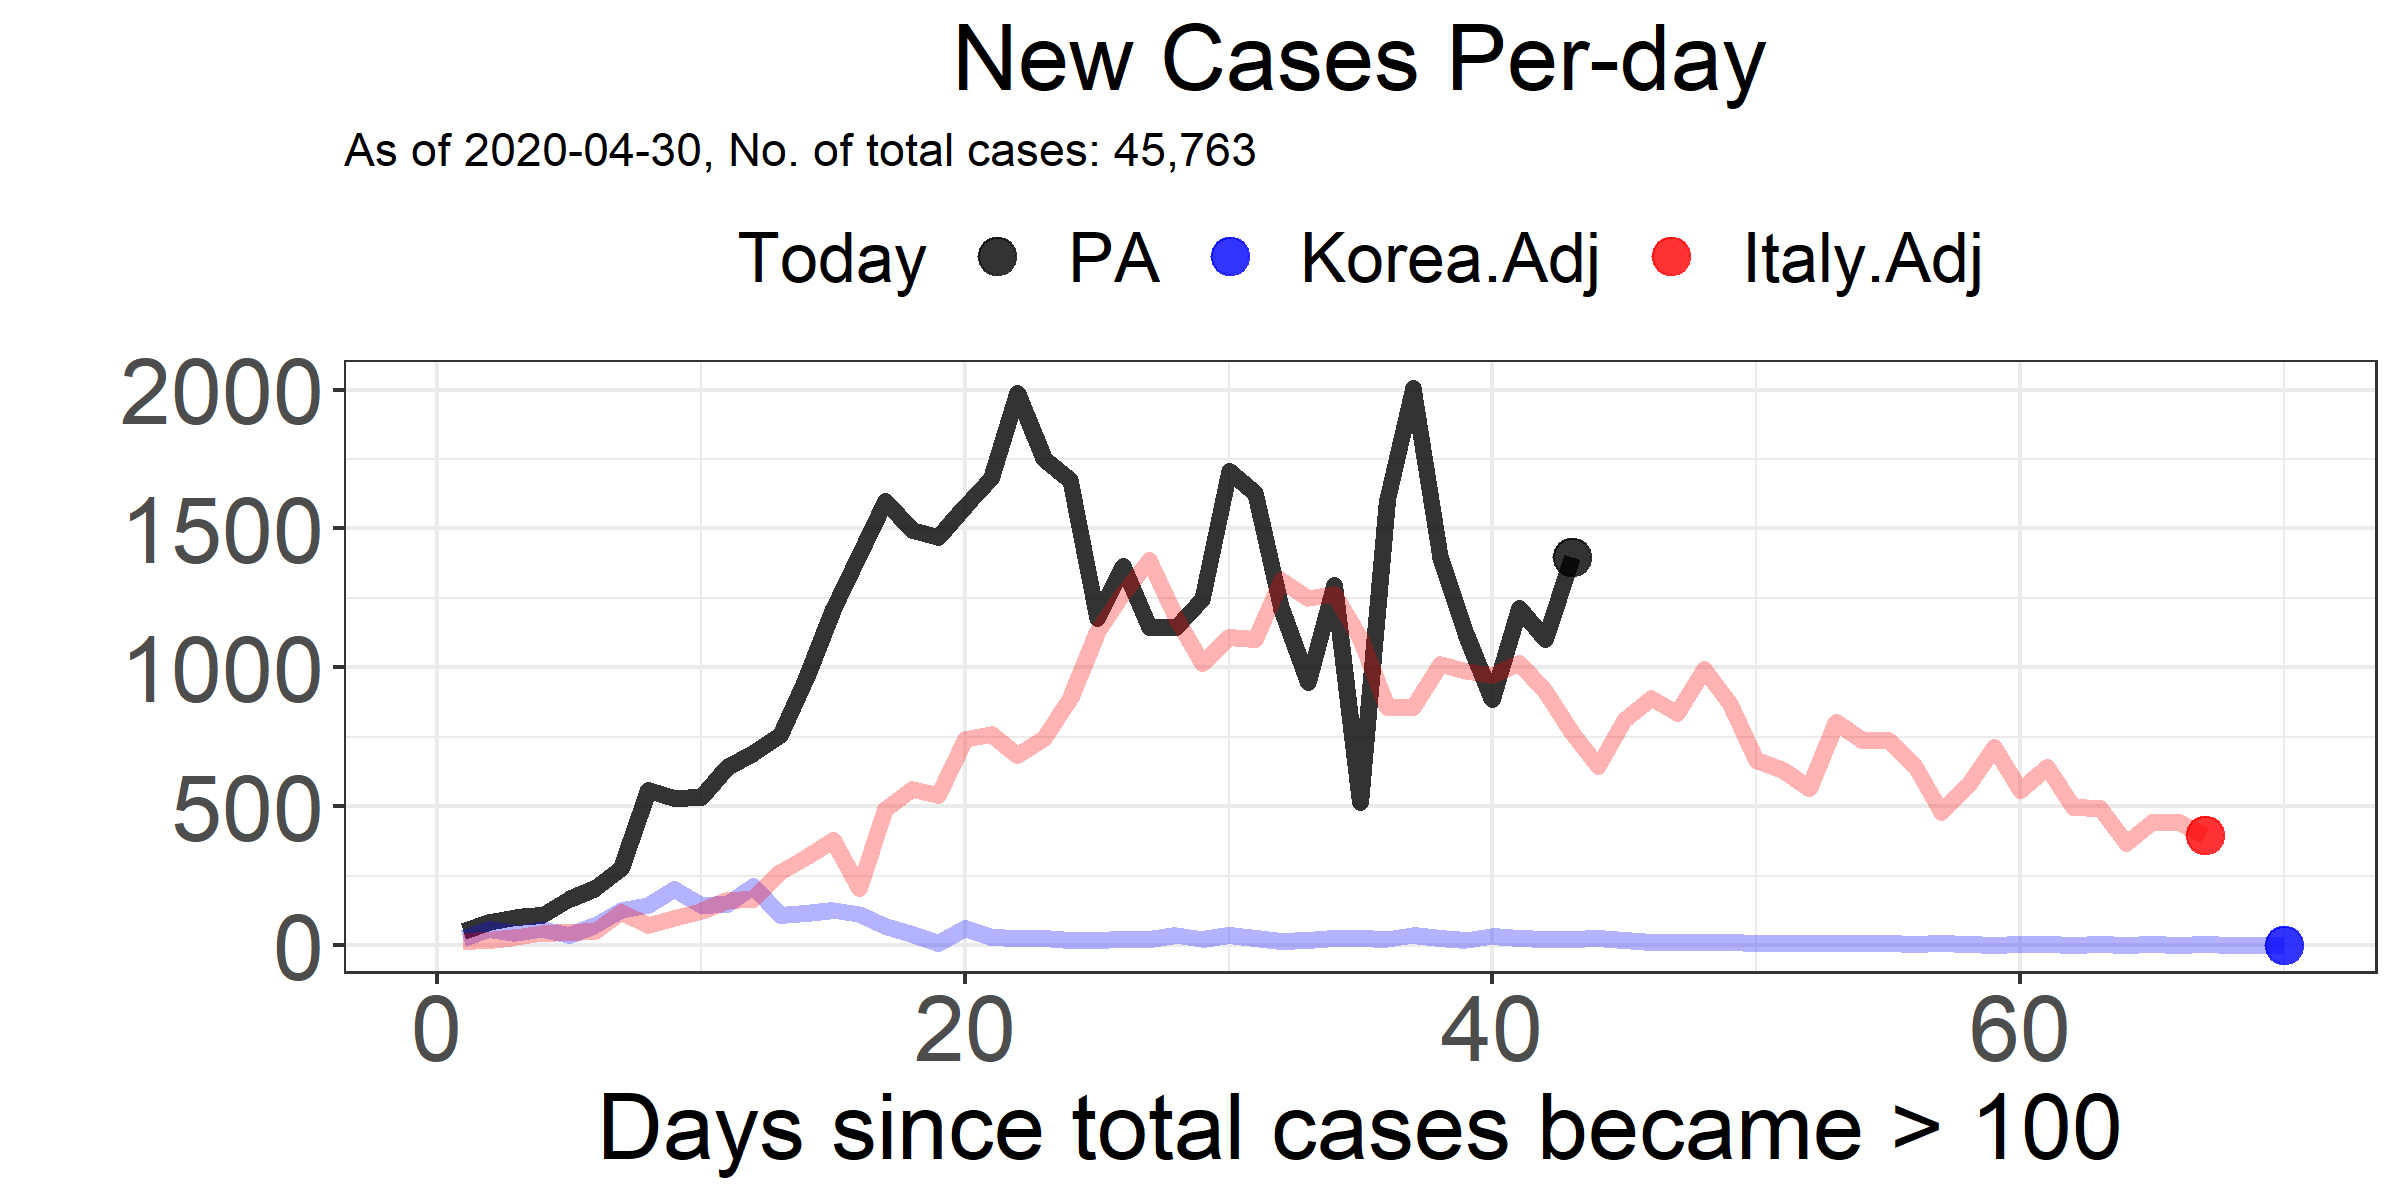 New Cases Per-day
As of 2020-04-30, No. of total cases: 45,763
Today PA Korea.Adj Italy.Adj
2000
1500
1000
500
0
0 20 40 60
Days since total cases became > 100